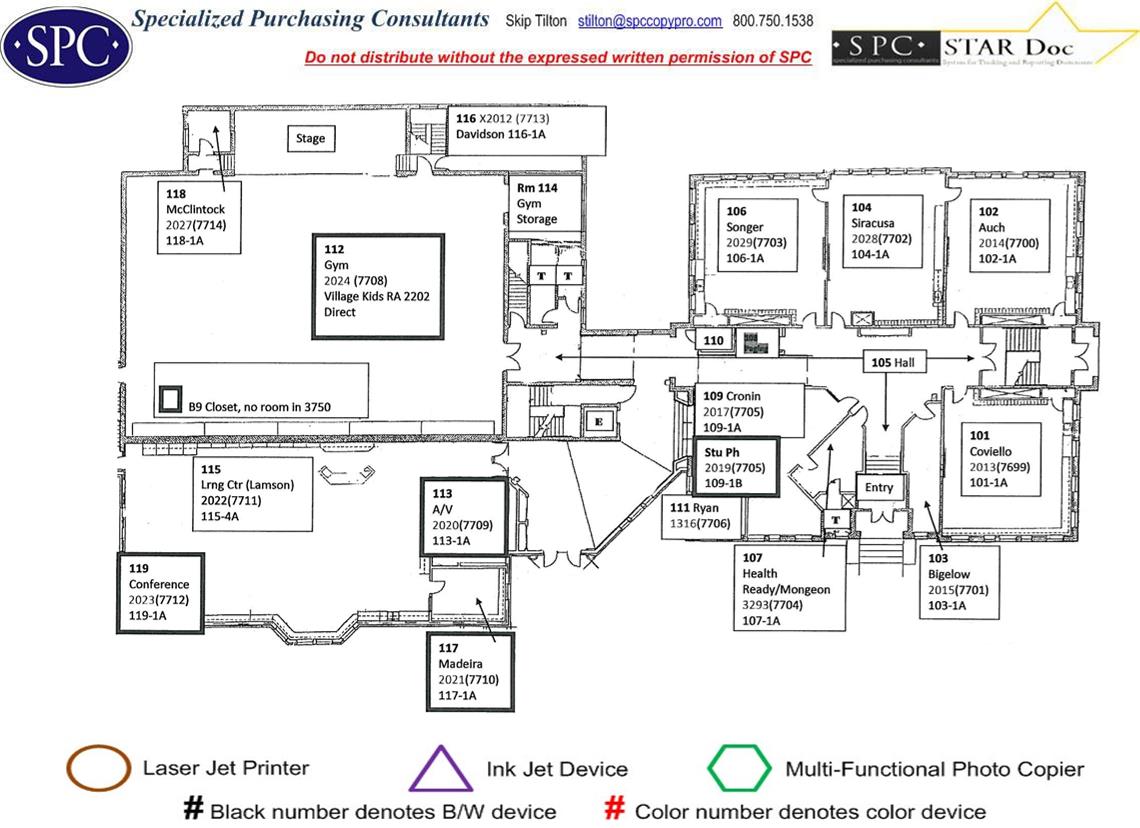 SPC
Specialized Purchasing Consultants Skip Tilton stilton@spccopypro.com 800.750.1538
Do not distribute without the expressed written permission of SPC
·SPC· STAR Doc
specialized purchasing consultants System for Tracking and Reporting Documents
Stage
116 X2012 (7713)
Davidson 116-1A
118
McClintock
2027(7714)
118-1A
Rm 114
Gym
Storage
112
Gym
2024 (7708)
Village Kids RA 2202
Direct
T T
106
Songer
2029(7703)
106-1A
104
Siracusa
2028(7702)
104-1A
102
Auch
2014(7700)
102-1A
110
105 Hall
B9 Closet, no room in 3750
E
109 Cronin
2017(7705)
109-1A
Stu Ph
2019(7705)
109-1B
111 Ryan
1316(7706)
Entry
T
101
Coviello
2013(7699)
101-1A
115
Lrng Ctr (Lamson)
2022(7711)
115-4A
113
A/V
2020(7709)
113-1A
119
Conference
2023(7712)
119-1A
107
Health
Ready/Mongeon
3293(7704)
107-1A
103
Bigelow
2015(7701)
103-1A
117
Madeira
2021(7710)
117-1A
Laser Jet Printer
Ink Jet Device
Multi-Functional Photo Copier
# Black number denotes B/W device
# Color number denotes color device